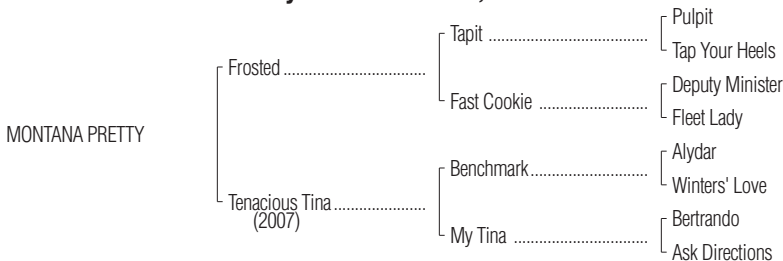 Pulpit
Tapit ..................................................
Tap Your Heels
Frosted ............................................
Deputy Minister
Fast Cookie ..................................
Fleet Lady
MONTANA PRETTY
Alydar
Benchmark....................................
Winters' Love
Tenacious Tina ............................
(2007)
Bertrando
My Tina ..........................................
Ask Directions